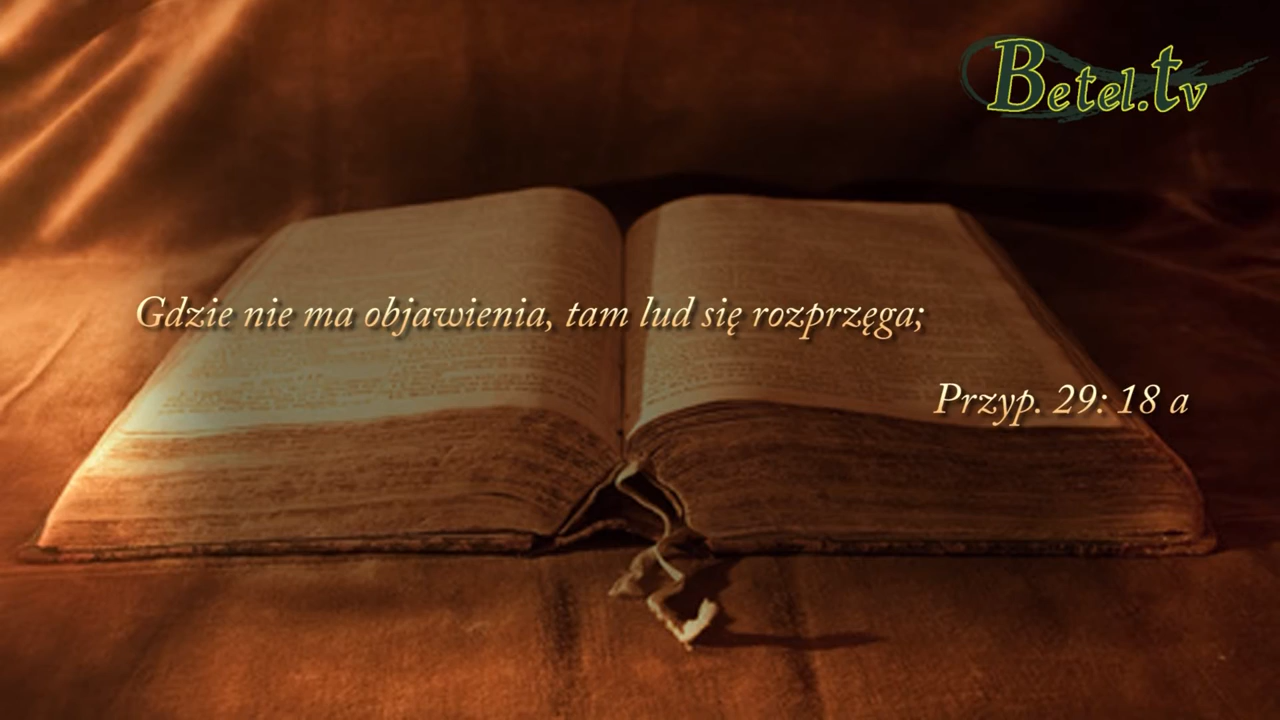 Betel.tv
Gdzie nie ma objawienia, tam lud się rozprzęga;
Przyp. 29: 18 a